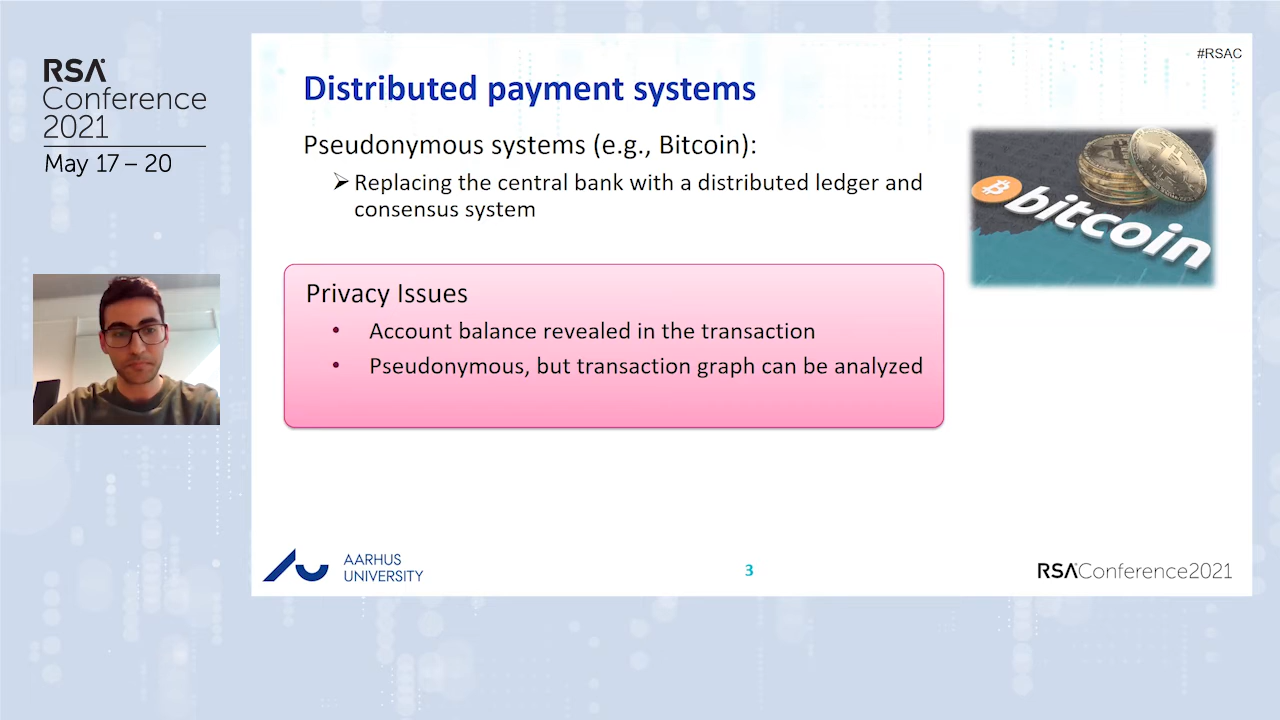 RSA
Conference
2021
May 17 – 20
#RSAC
Distributed payment systems
Pseudonymous systems (e.g., Bitcoin):
➢ Replacing the central bank with a distributed ledger and
consensus system
bitcoin
Privacy Issues
• Account balance revealed in the transaction
• Pseudonymous, but transaction graph can be analyzed
AARHUS
UNIVERSITY
3
RSAConference2021